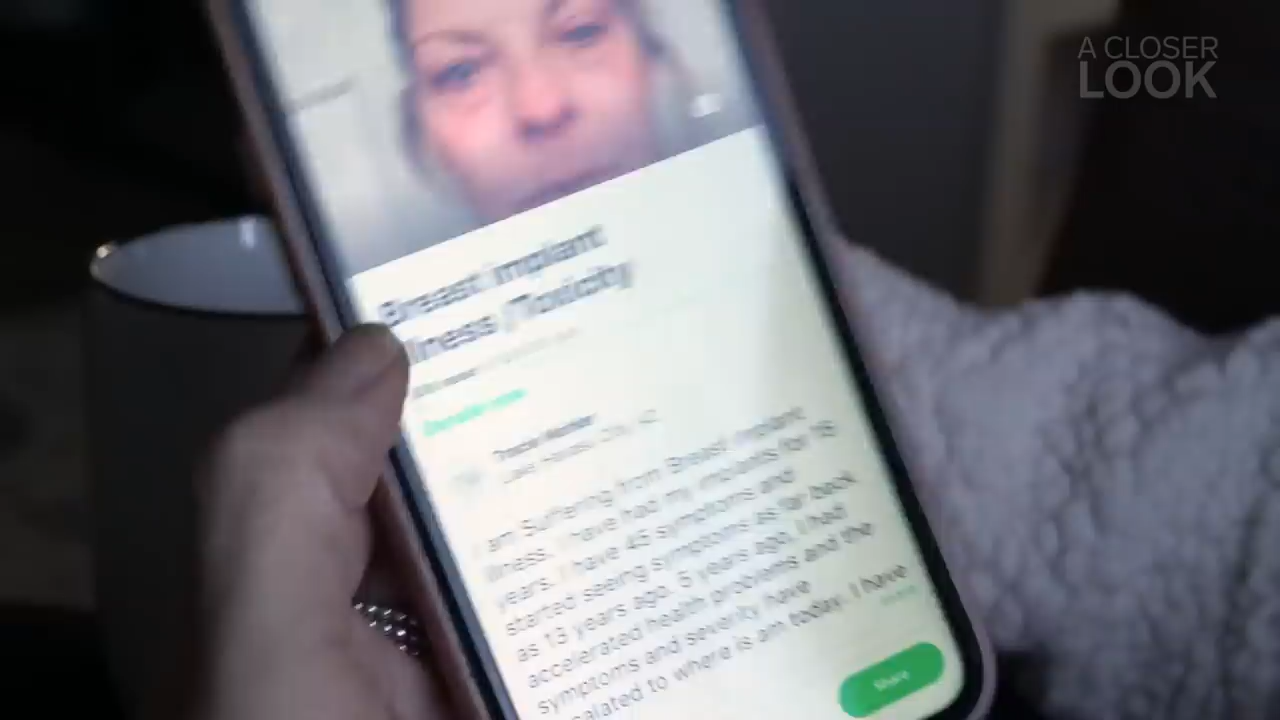 A CLOSER
LOOK
Breast Implant
Illness /Toxicity
I am Suffering from Breast Implant
Illness. I have had my implants for 18
years. I have 45 symptoms and
started seeing symptoms as far back
as 13 years ago. 5 years ago, I had
accelerated health problems and the
symptoms and severity have
escalated to where is am today. I have
Share